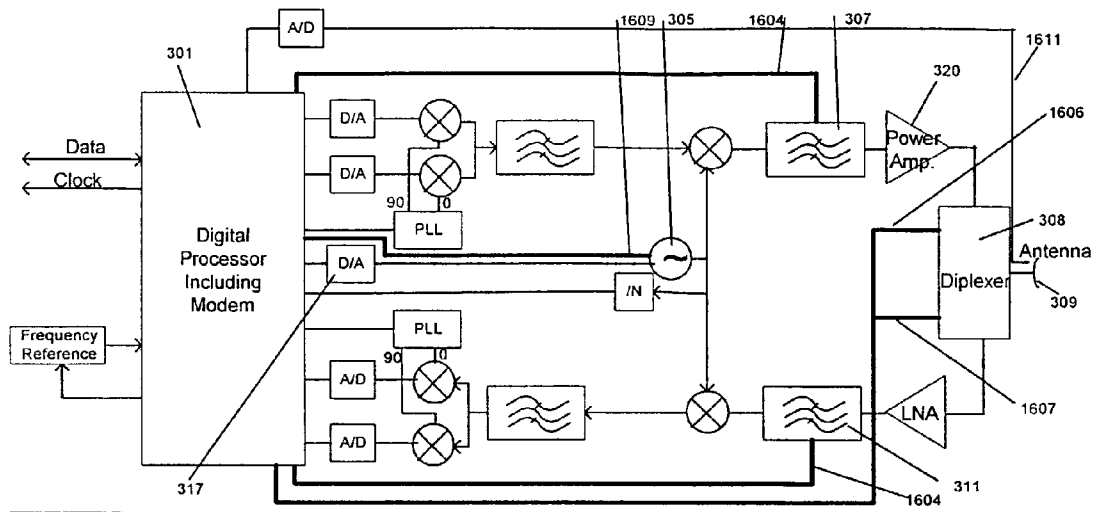 A/D
1609
305
1604
307
1611
301
320
1606
D/A
Power
Amp.
Data
D/A
Clock
90
0
PLL
308
Digital
Processor
Including
Modem
D/A
~
Antenna
/N
Diplexer
309
Frequency
Reference
PLL
90
0
A/D
LNA
1607
A/D
317
1604
311